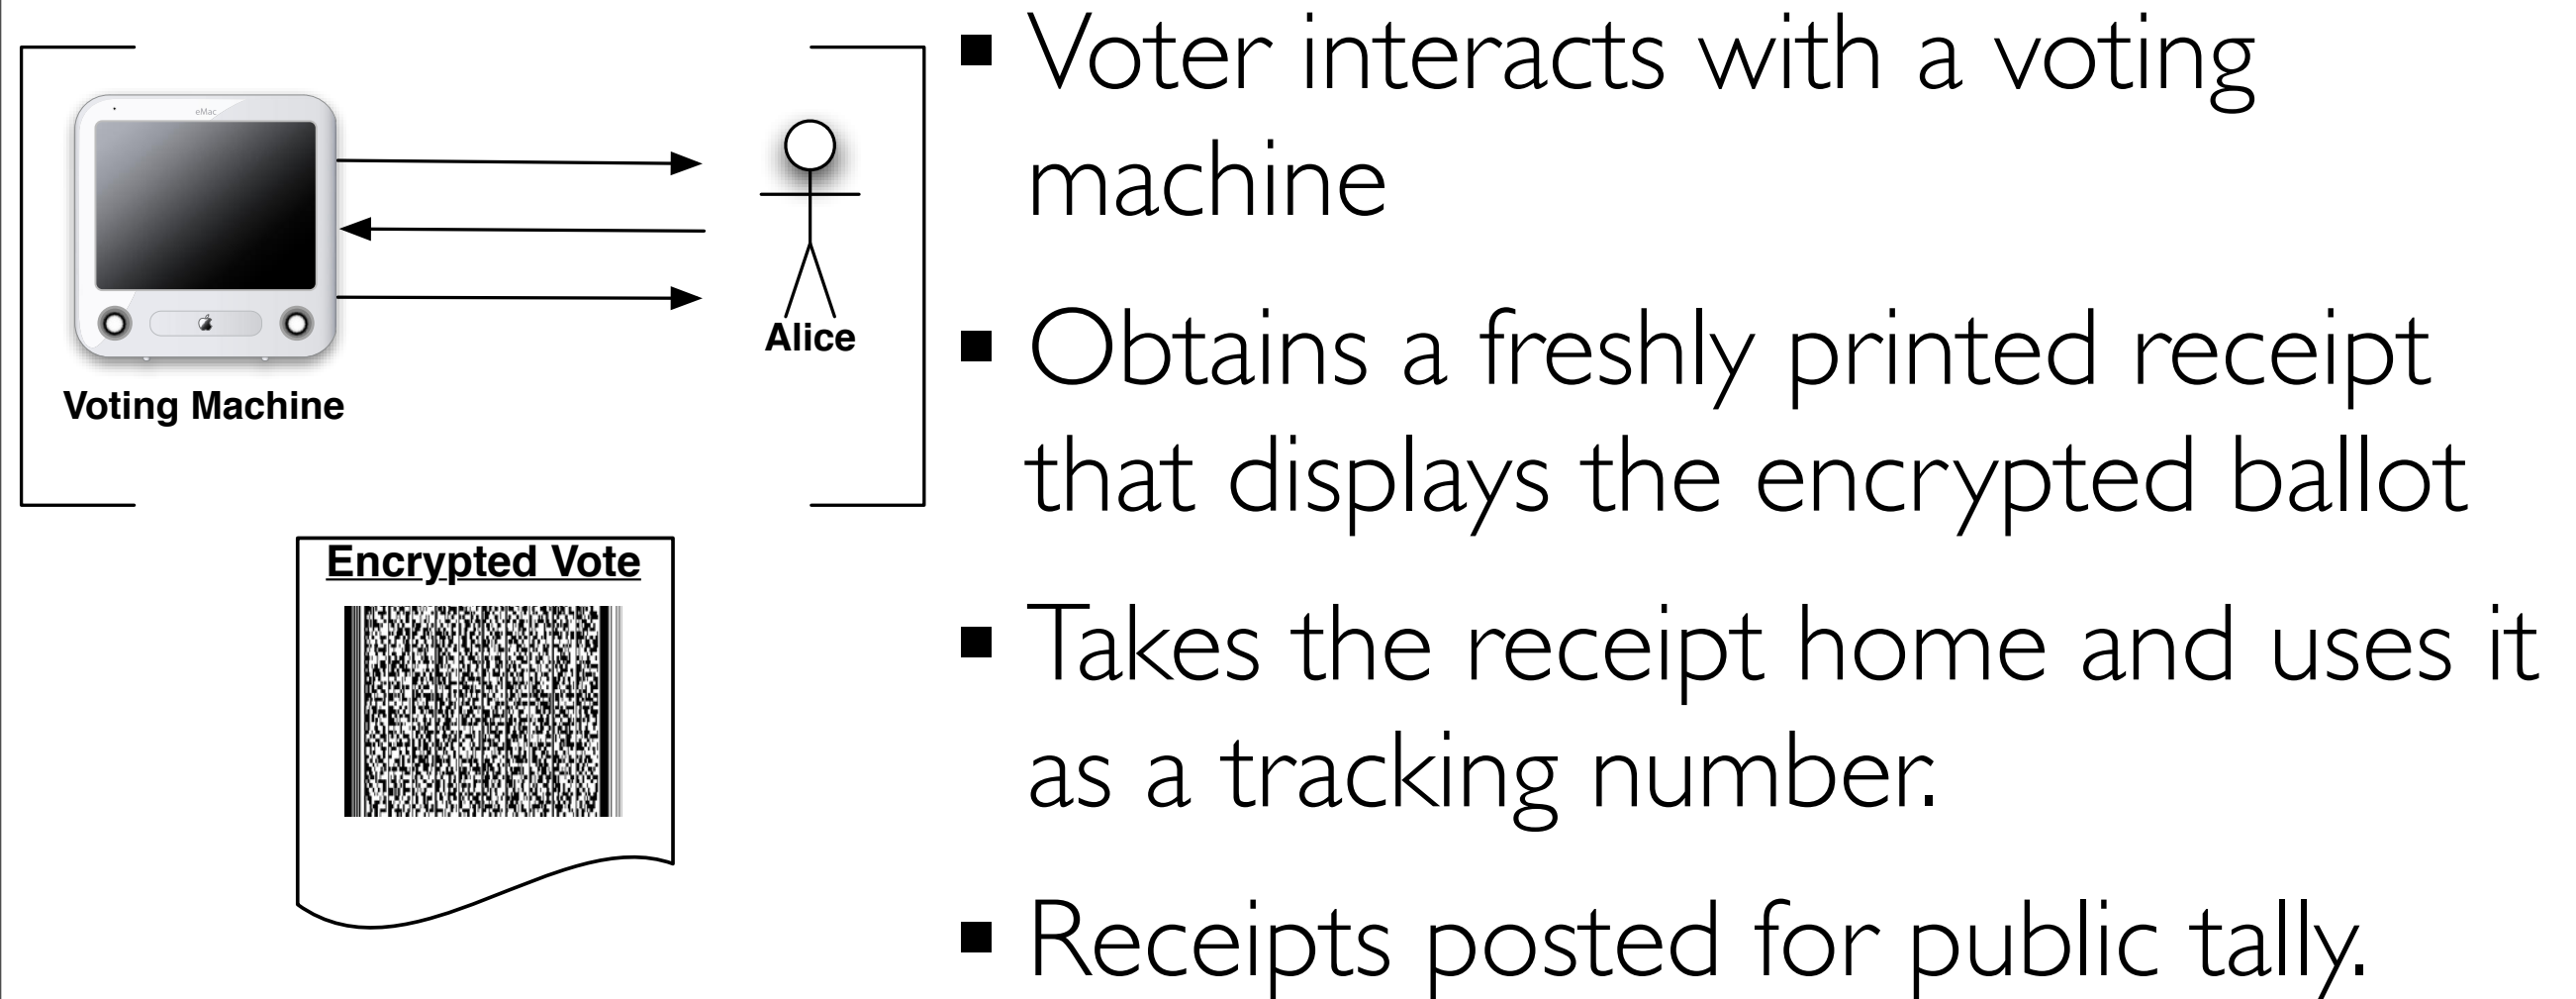 eMac
Alice
Voting Machine
Encrypted Vote
▪ Voter interacts with a voting
machine
▪ Obtains a freshly printed receipt
that displays the encrypted ballot
▪ Takes the receipt home and uses it
as a tracking number.
▪ Receipts posted for public tally.